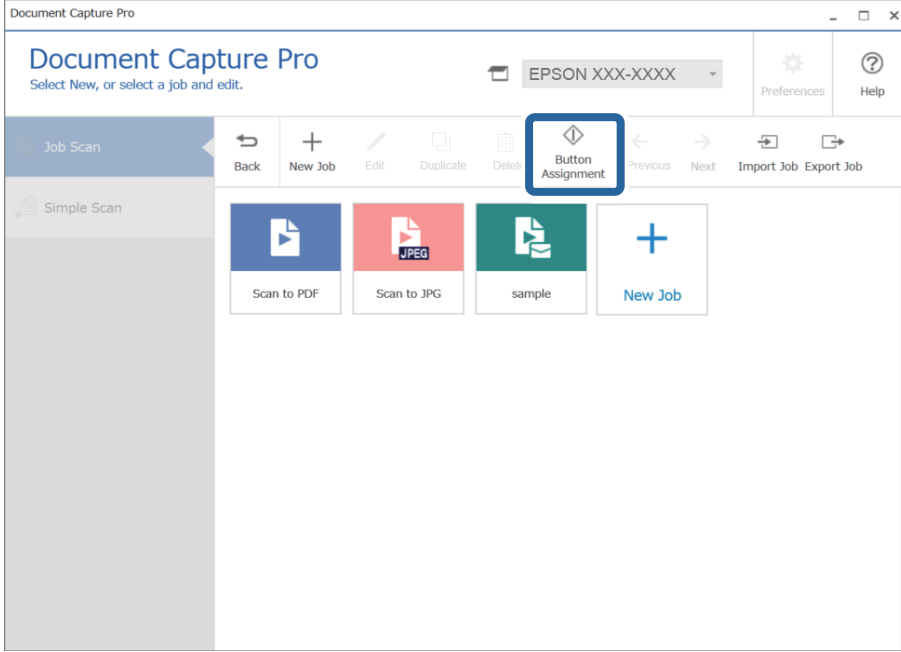 Document Capture Pro
Document Capture Pro
Select New, or select a job and edit.
EPSON XXX-XXXX
Preferences
Help
Job Scan
Simple Scan
Back
New Job
Edit
Duplicate
Delet
Button
Assignment
Previous
Next
Import Job
Export Job
JPEG
Scan to PDF
Scan to JPG
sample
New Job